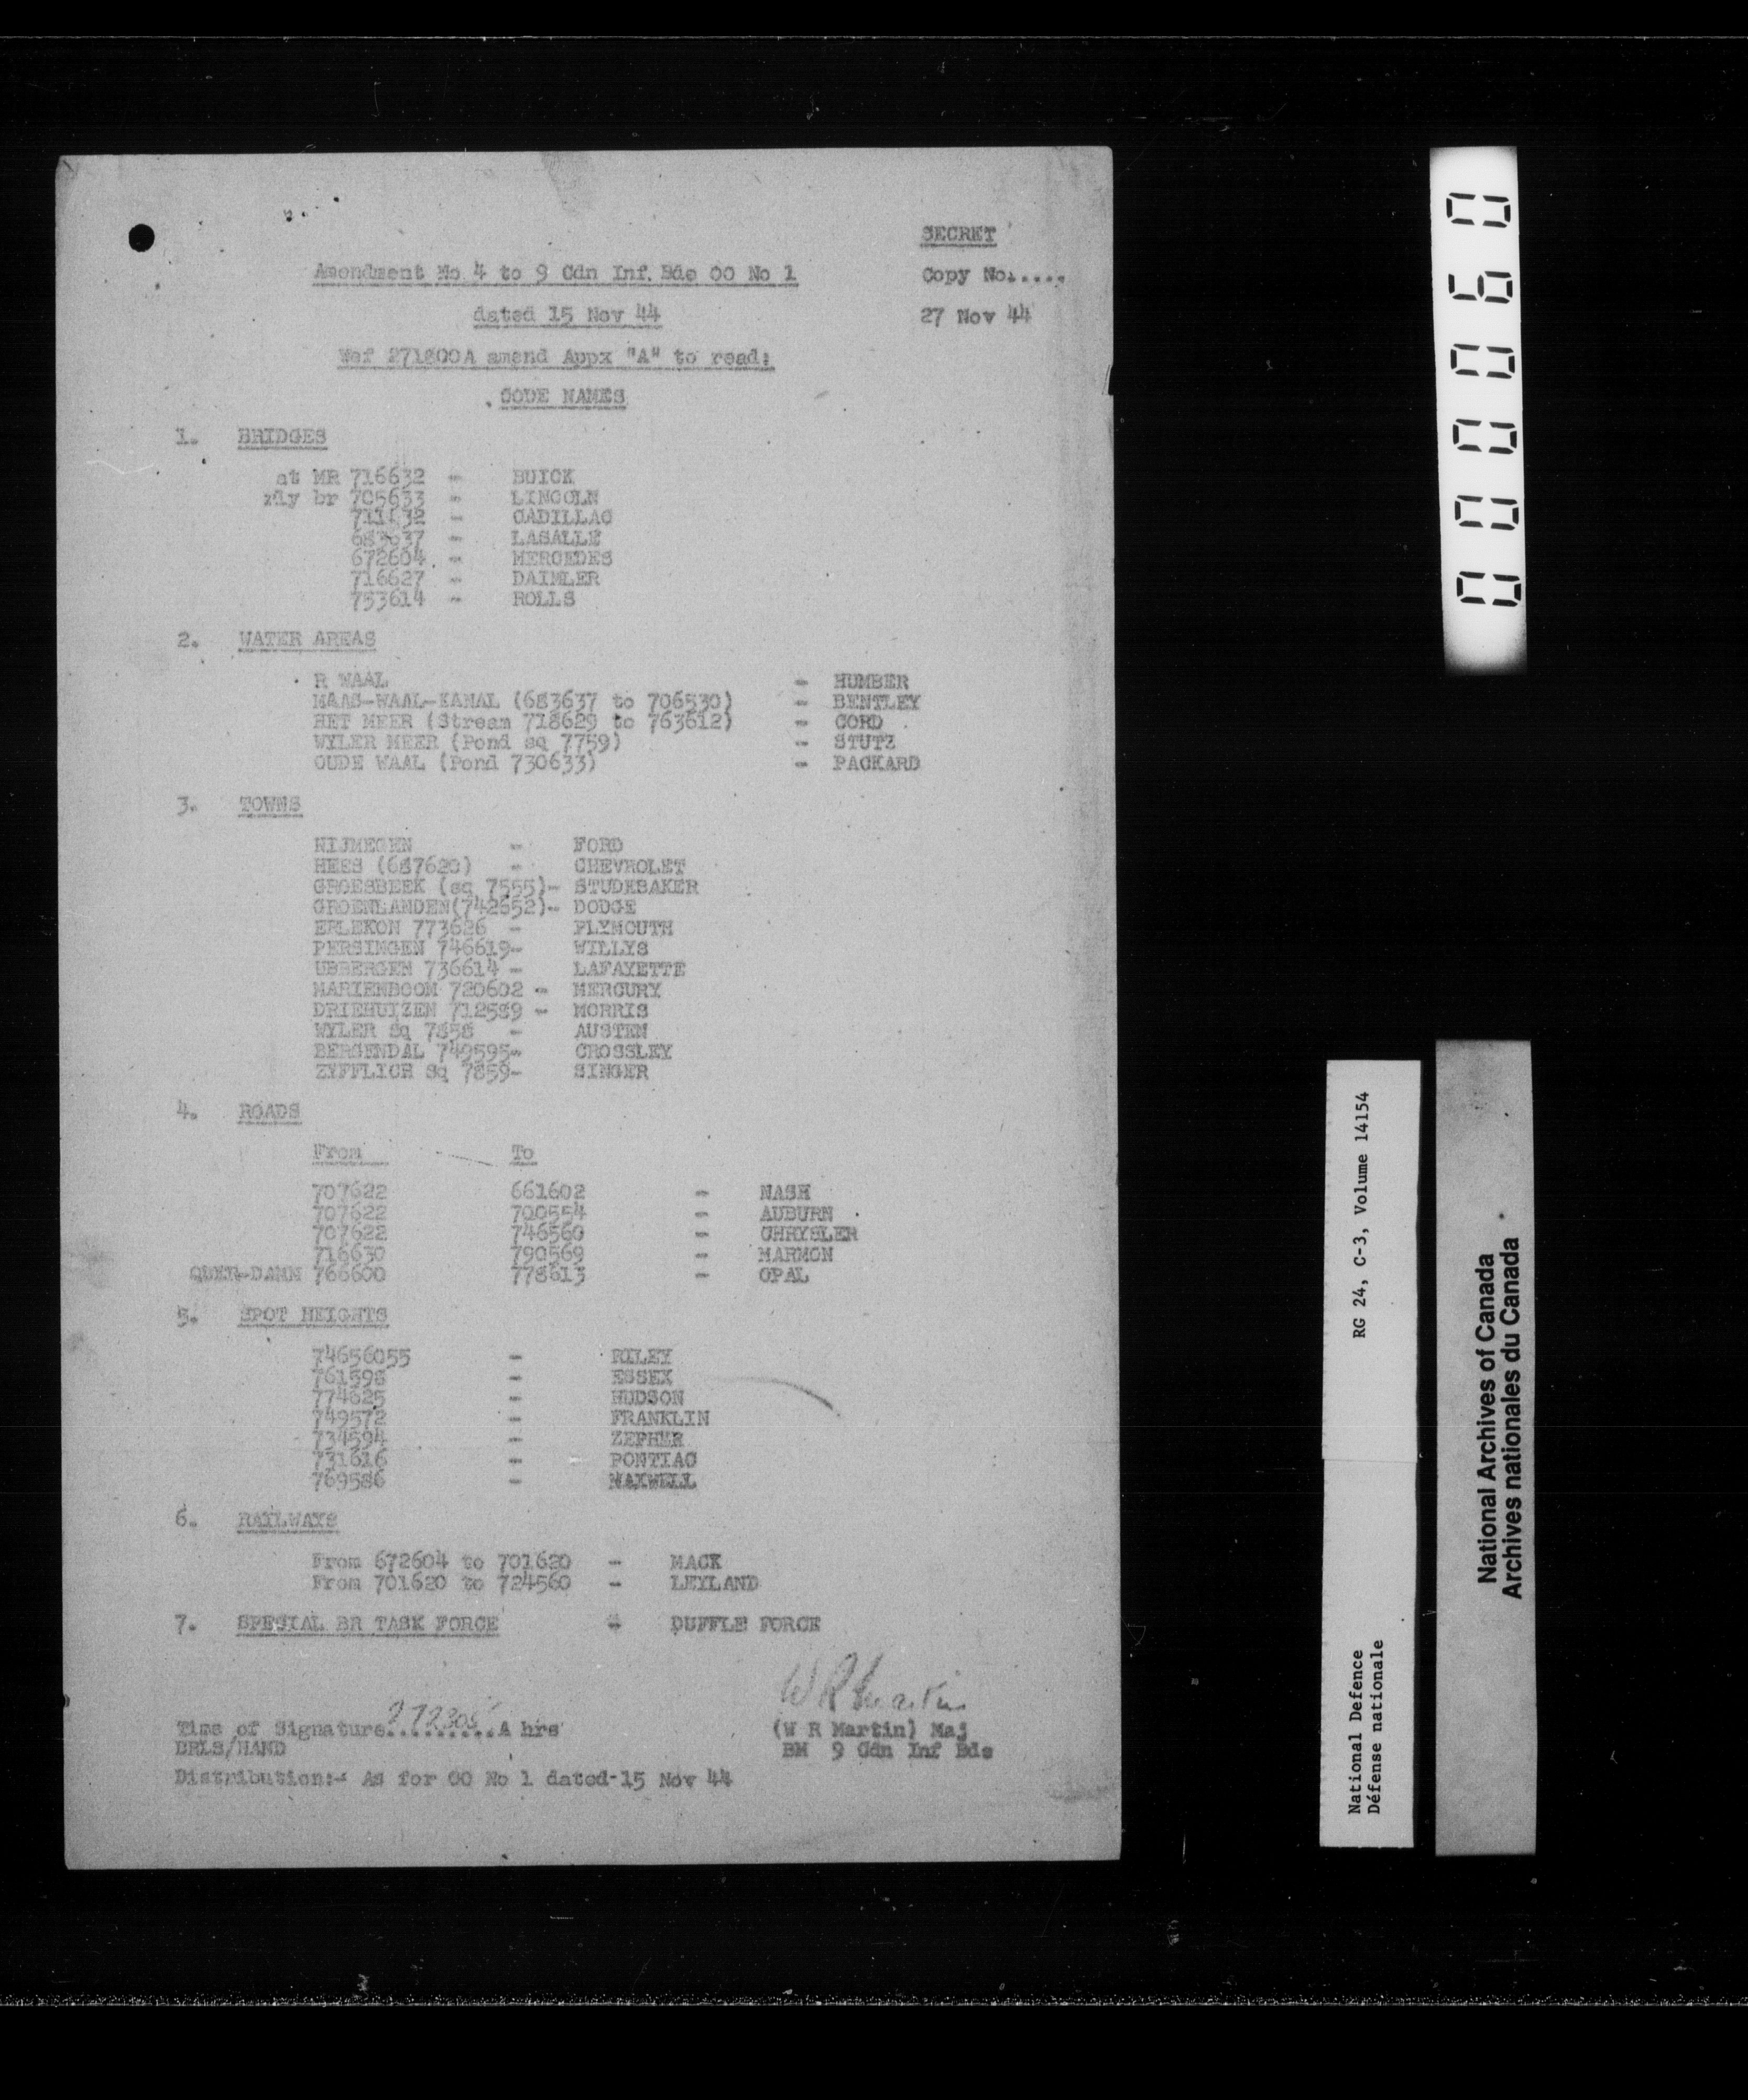 SECRET
Amendment No 4 to 9 Cdn Inf. Bde OO No 1
Copy No.....
dated 15 Nov 44
27 Nov 44
Wef 271800A amend Appx "A" to read:
CODE NAMES
1. BRIDGES
at MR 716632 - BUICK
rly br 705633 - LINCOLN
711632 - CADILLAC
683637 - LASALLE
672604 - MERCEDES
716627 - DAIMLER
753614 - ROLLS
2. WATER AREAS
R WAAL - HUMBER
MAAS-WAAL-KANAL (683637 to 706530) - BENTLEY
HET MEER (Stream 718629 to 763612) - CORD
WYLER MEER (Pond sq 7759) - STUTZ
OUDE WAAL (Pond 730633) - PACKARD
3. TOWNS
NIJMEGEN - FORD
HEES (687620) - CHEVROLET
GROESBEEK (sq 7555)- STUDEBAKER
GROENLANDEN(742652)- DODGE
ERLEKON 773626 - PLYMOUTH
PERSINGEN 746619- WILLYS
UBBERGEN 736614 - LAFAYETTE
MARIENBOOM 720602 - MERCURY
DRIEHUIZEN 712589 - MORRIS
WYLER sq 7858 - AUSTEN
BERGENDAL 749595- CROSSLEY
ZYFFLICH sq 7859- SINGER
4. ROADS
From To
707622 661602 - NASH
707622 700554 - AUBURN
707622 746560 - CHRYSLER
716630 790569 - MARMON
QUER-DAMM 766600 778613 - OPAL
5. SPOT HEIGHTS
74656055 - RILEY
761598 - ESSEX
774625 - HUDSON
749572 - FRANKLIN
734594 - ZEPHER
731616 - PONTIAC
769586 - MAXWELL
6. RAILWAYS
From 672604 to 701620 - MACK
From 701620 to 724560 - LEYLAND
7. SPESIAL BR TASK FORCE - DUFFLE FORCE
W R Martin
Time of Signature 272305 A hrs
(W R Martin) Maj
DRLS/HAND
BM 9 Cdn Inf Bde
Distribution:- As for OO No 1 dated 15 Nov 44
000060
RG 24, C-3, Volume 14154
National Defence
Défense nationale
National Archives of Canada
Archives nationales du Canada